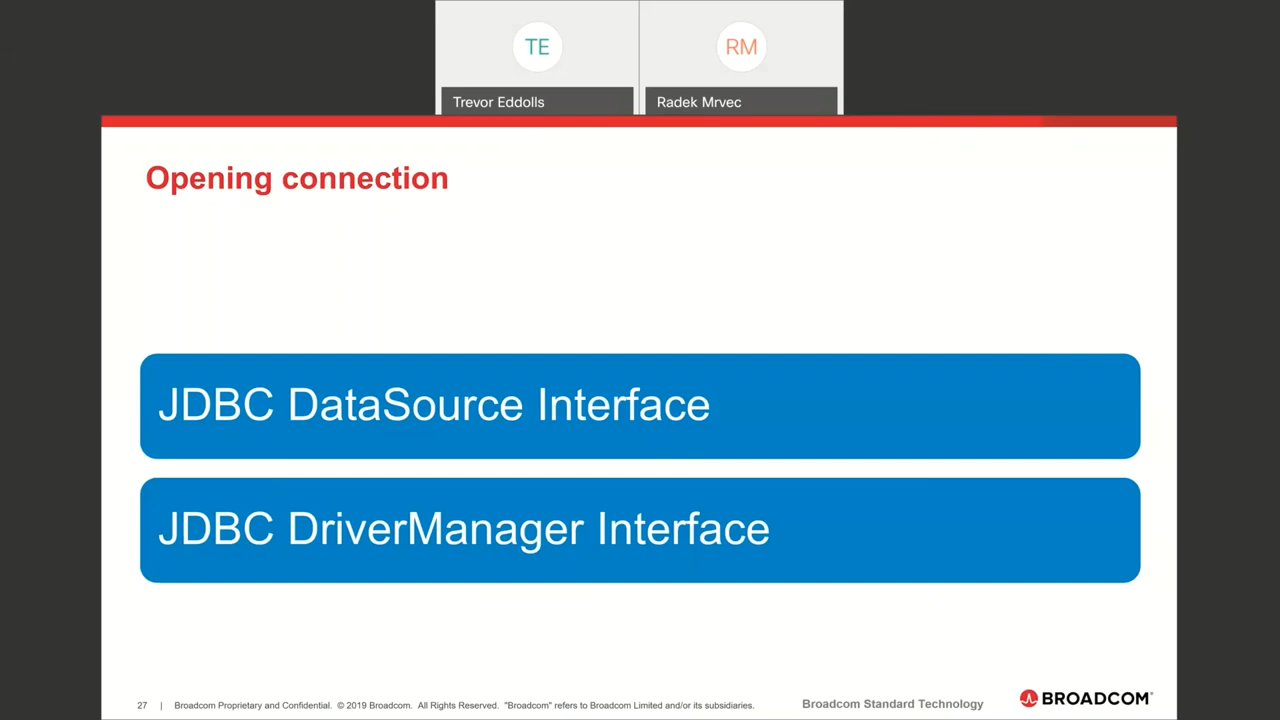 TE
RM
Trevor Eddolls
Radek Mrvec
Opening connection
JDBC DataSource Interface
JDBC DriverManager Interface
27 | Broadcom Proprietary and Confidential. © 2019 Broadcom. All Rights Reserved. "Broadcom" refers to Broadcom Limited and/or its subsidiaries.
Broadcom Standard Technology
BROADCOM®